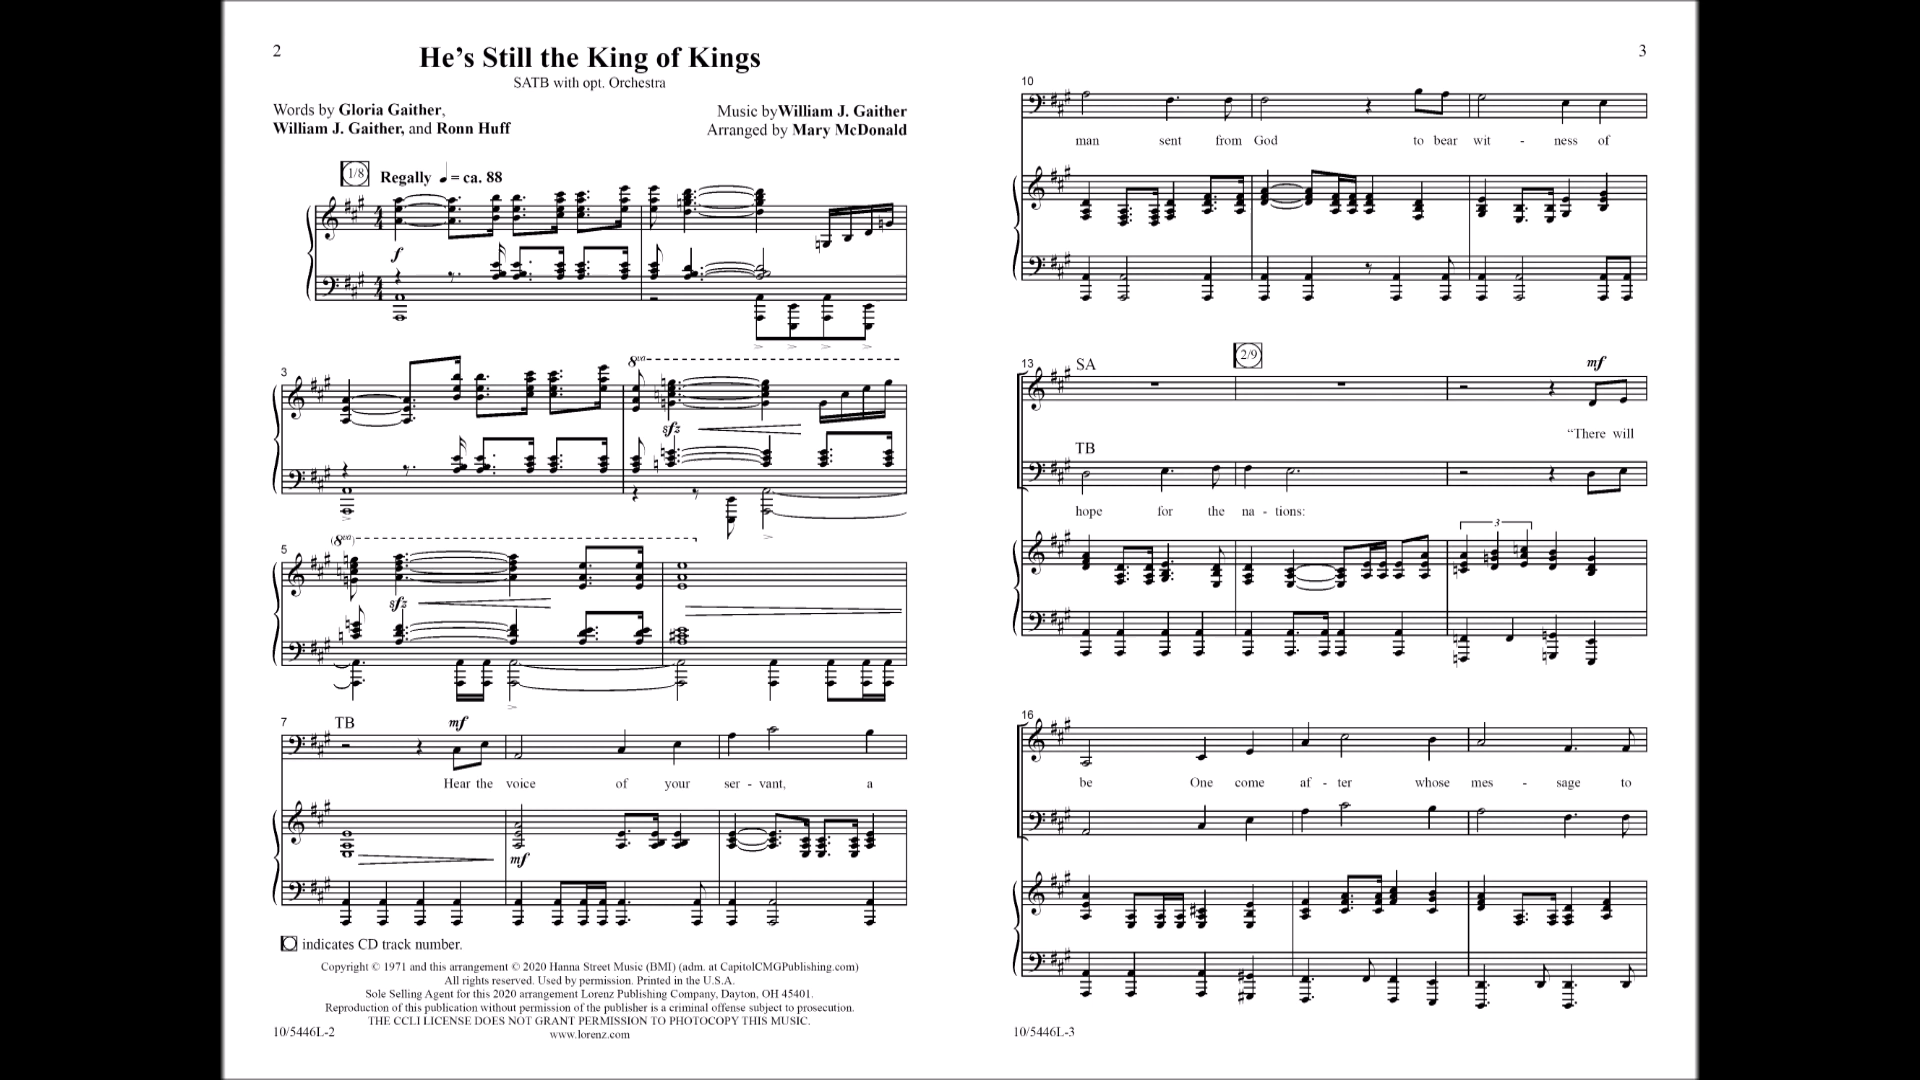 2
He's Still the King of Kings
SATB with opt. Orchestra
Words by Gloria Gaither,
William J. Gaither, and Ronn Huff
Music by William J. Gaither
Arranged by Mary McDonald
1/8 Regally = ca. 88
f
3
8va
sfz
5
(8va)
sfz
7 TB mf
Hear the voice of your ser - vant, a
mf
indicates CD track number.
Copyright © 1971 and this arrangement © 2020 Hanna Street Music (BMI) (adm. at CapitolCMGPublishing.com)
All rights reserved. Used by permission. Printed in the U.S.A.
Sole Selling Agent for this 2020 arrangement Lorenz Publishing Company, Dayton, OH 45401.
Reproduction of this publication without permission of the publisher is a criminal offense subject to prosecution.
THE CCLI LICENSE DOES NOT GRANT PERMISSION TO PHOTOCOPY THIS MUSIC.
www.lorenz.com
10/5446L-2
3
10
man sent from God to bear wit - ness of
13 SA 2/9 mf
"There will
TB
hope for the na - tions:
3
16
be One come af - ter whose mes - sage to
10/5446L-3